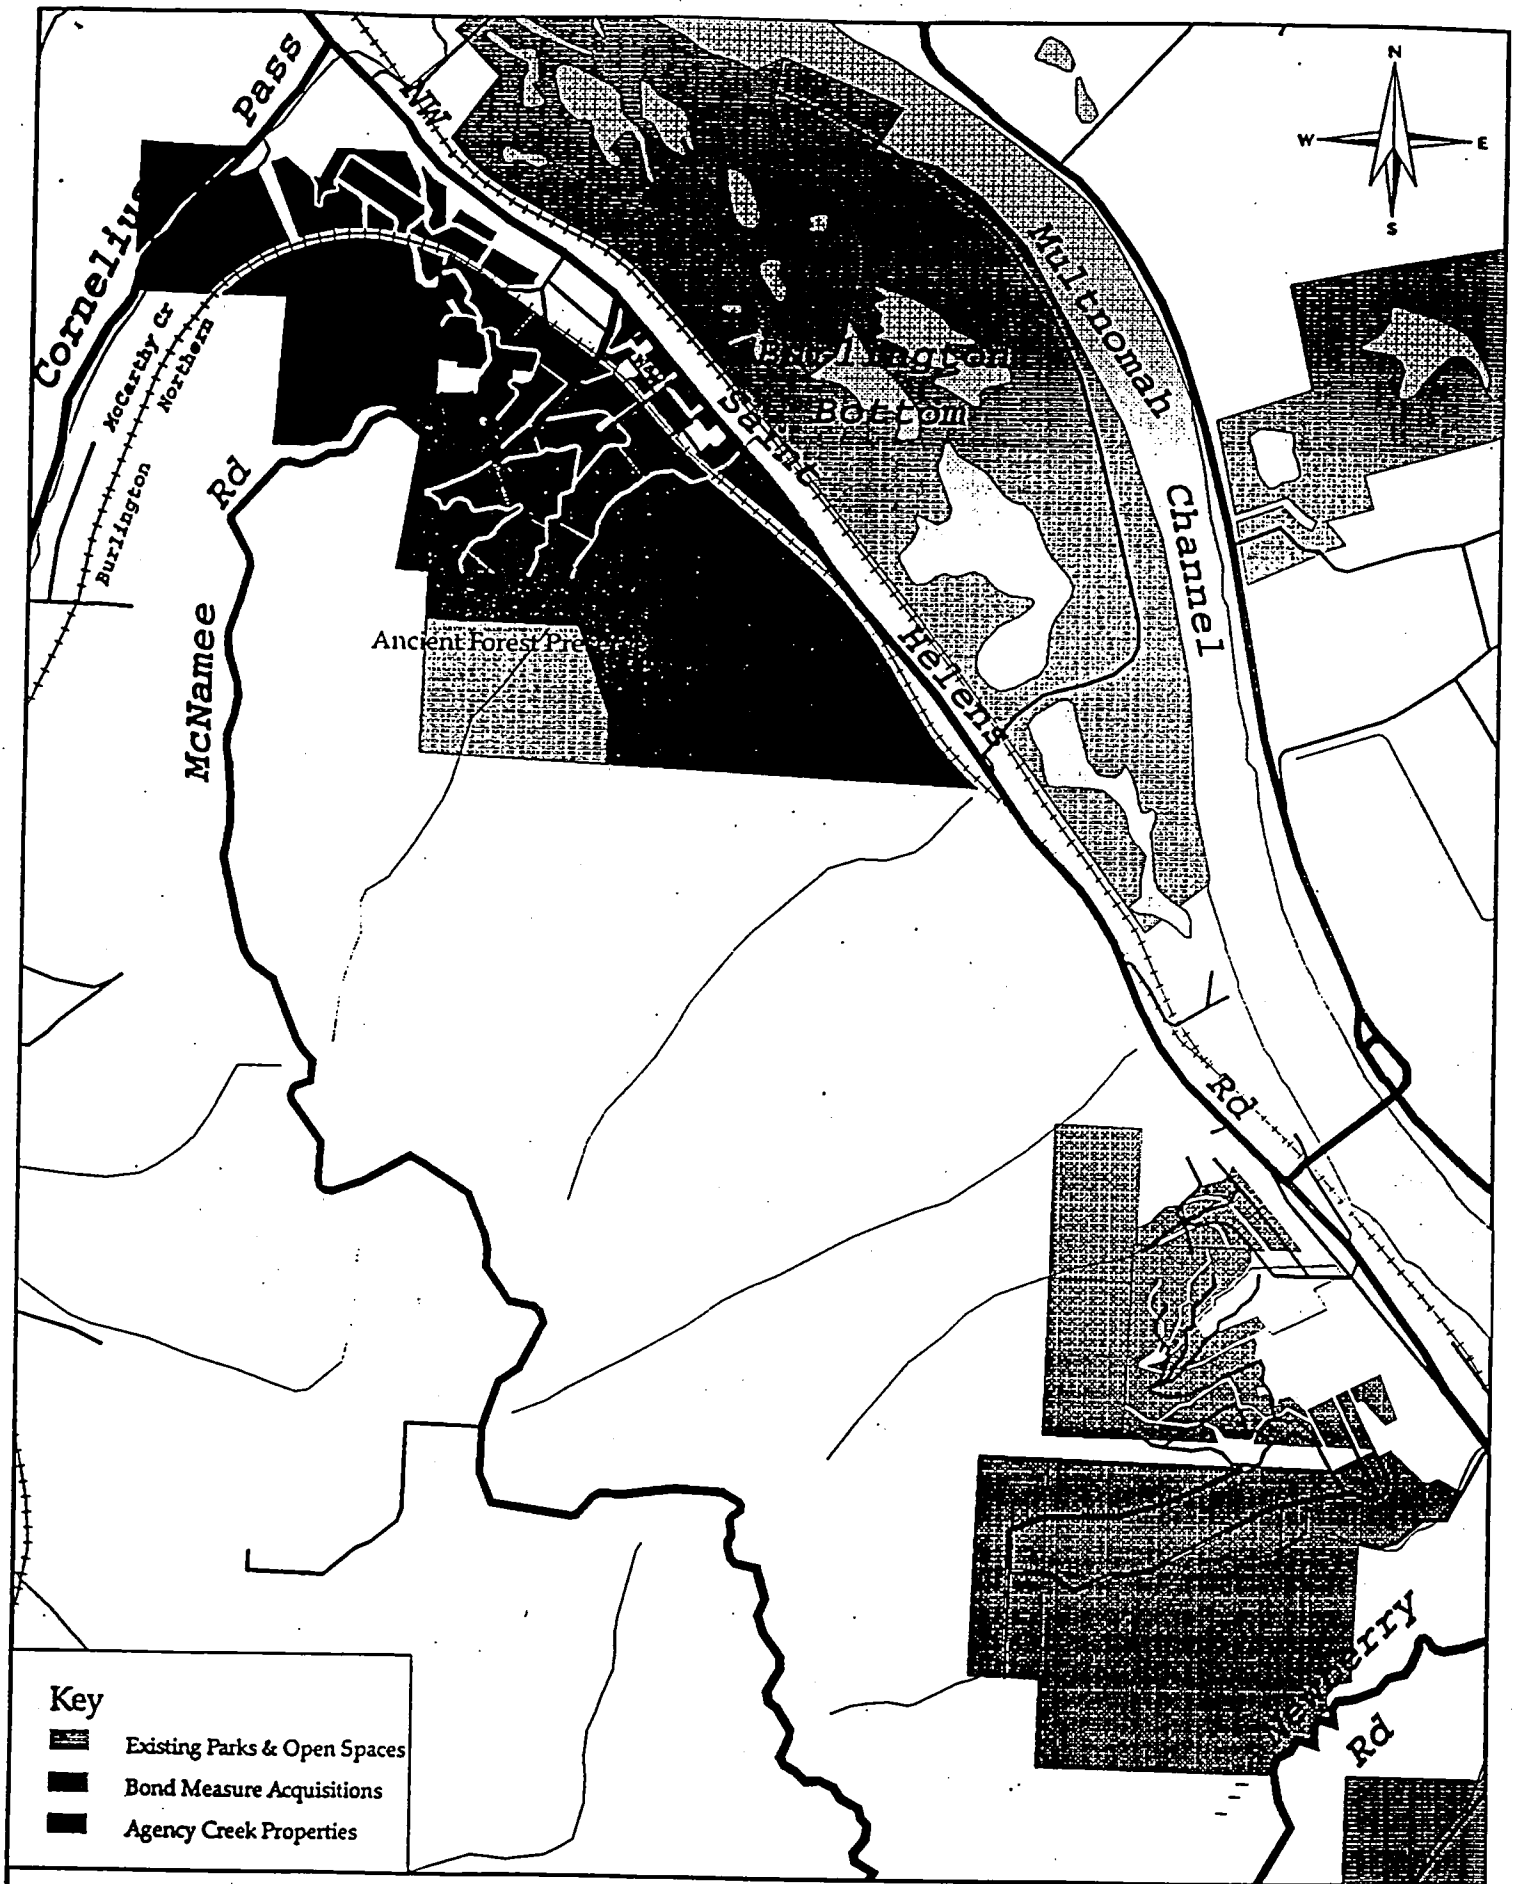 N
W E
S
Cornelius Pass
NW Saint Helens Rd
Multnomah Channel
Burlington
Bottom
McCarthy Cr
Burlington Northern
McNamee Rd
Ancient Forest Preserve
Newberry Rd
Key
Existing Parks & Open Spaces
Bond Measure Acquisitions
Agency Creek Properties